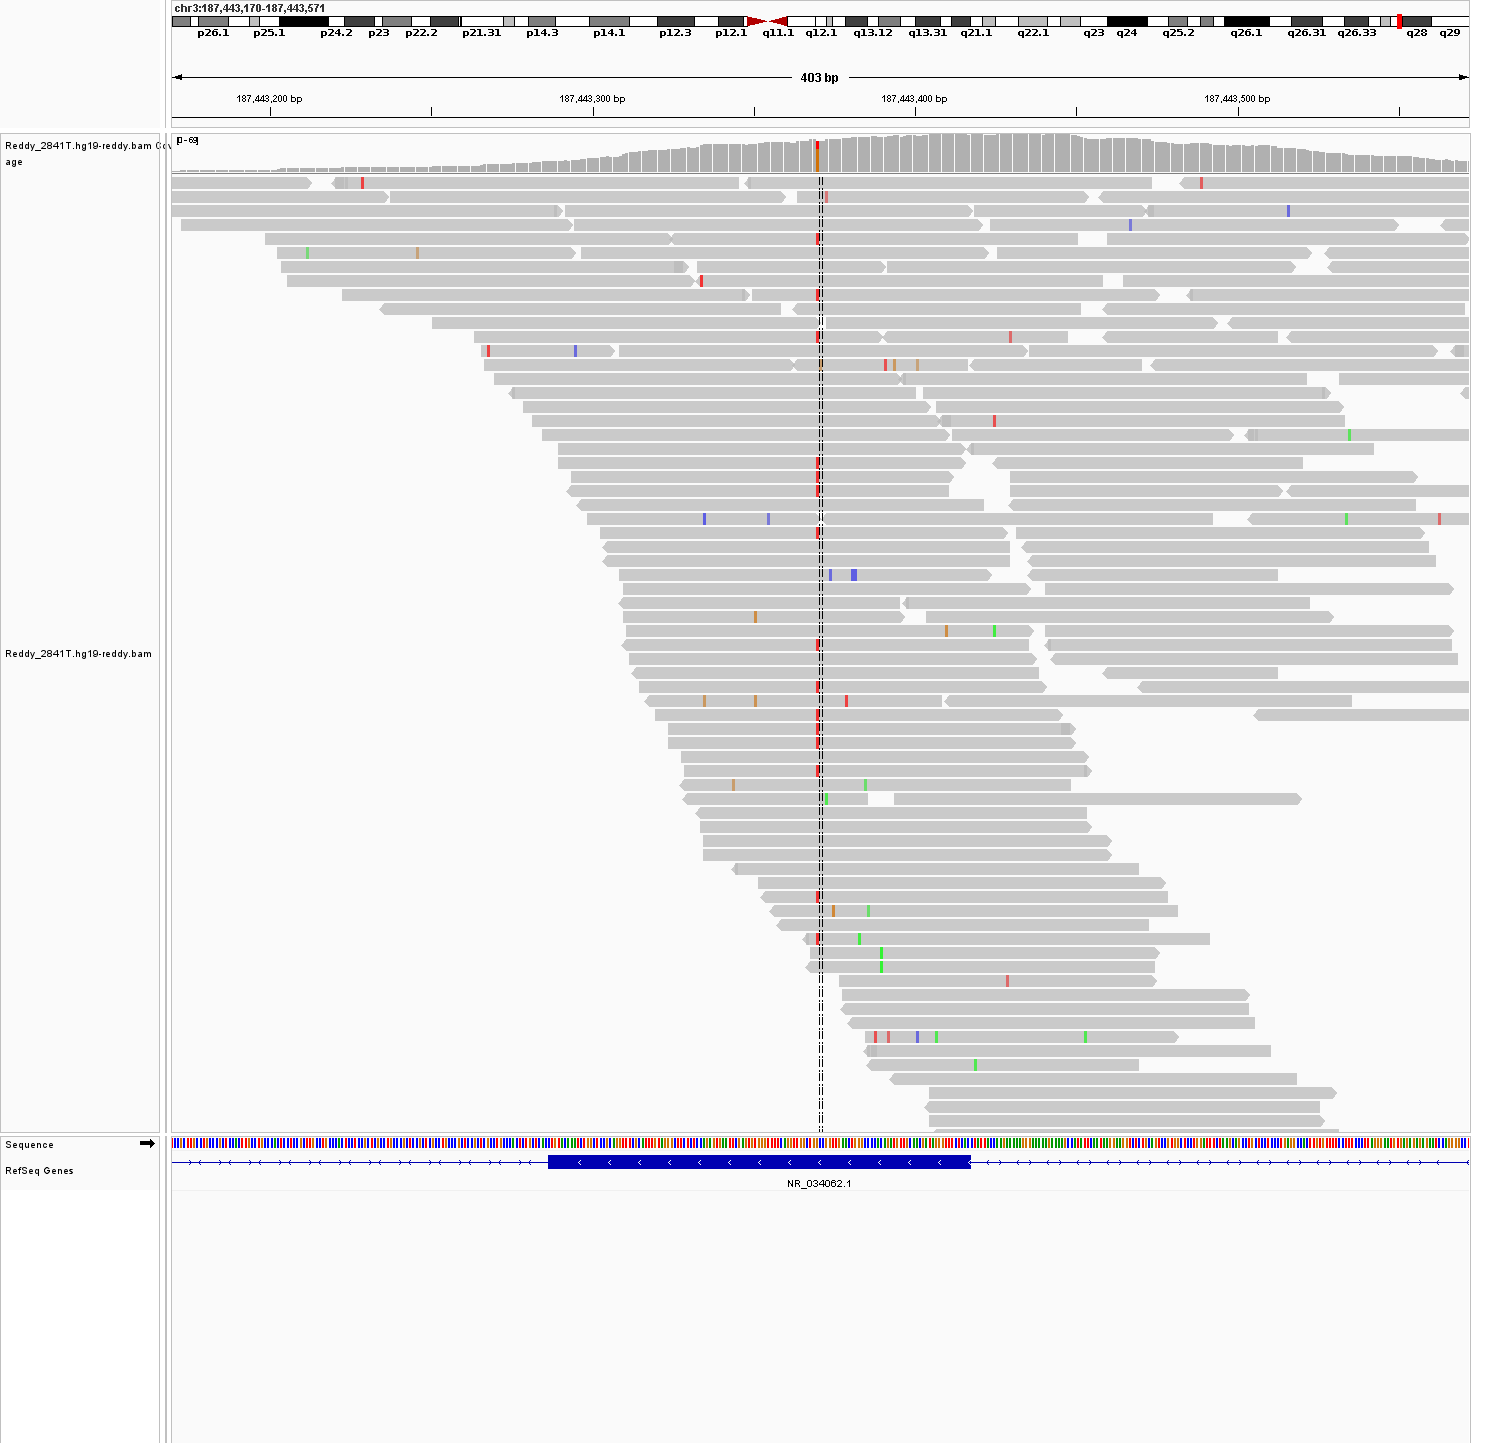 chr3:187,443,170-187,443,571
p26.1 p25.1 p24.2 p23 p22.2 p21.31 p14.3 p14.1 p12.3 p12.1 q11.1 q12.1 q13.12 q13.31 q21.1 q22.1 q23 q24 q25.2 q26.1 q26.31 q26.33 q28 q29
403 bp
187,443,200 bp 187,443,300 bp 187,443,400 bp 187,443,500 bp
Reddy_2841T.hg19-reddy.bam Cov
age
[0-69]
Reddy_2841T.hg19-reddy.bam
Sequence
RefSeq Genes
NR_034062.1